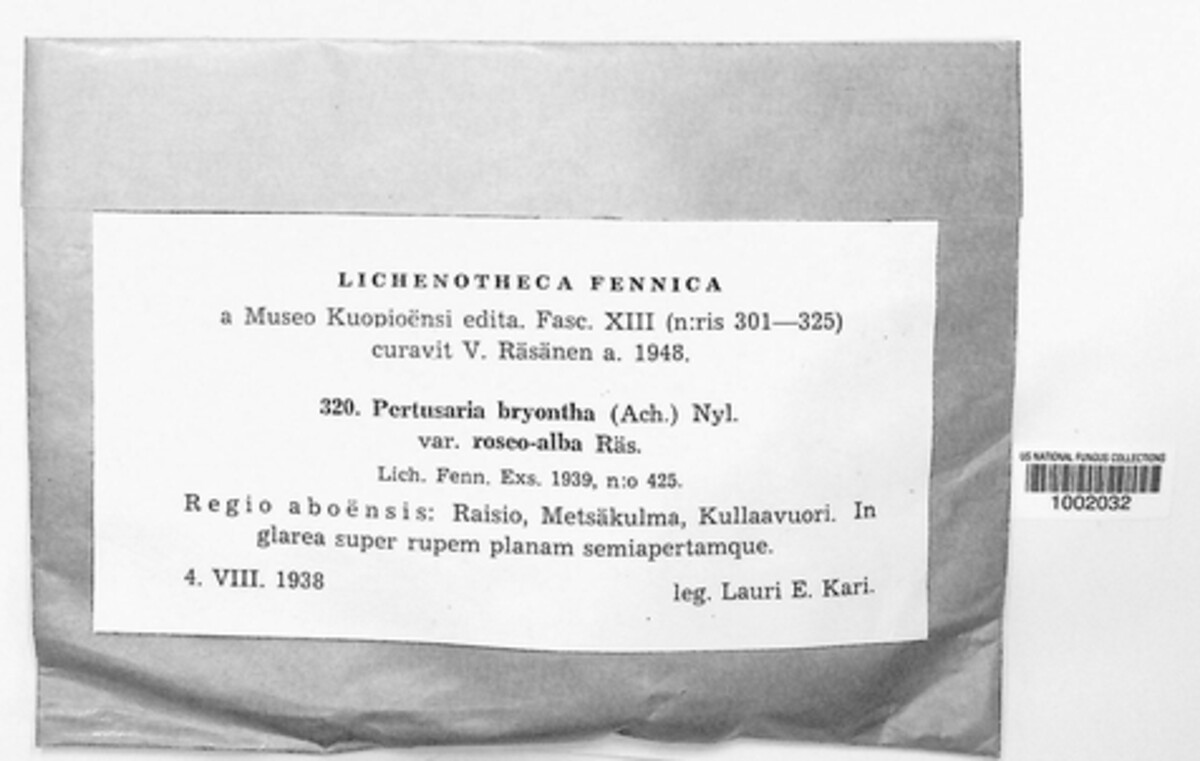 LICHENOTHECA FENNICA
a Museo Kuopioënsi edita. Fasc. XIII (n:ris 301—325)
curavit V. Räsänen a. 1948.
320. Pertusaria bryontha (Ach.) Nyl.
var. roseo-alba Räs.
Lich. Fenn. Exs. 1939, n:o 425.
Regio aboënsis: Raisio, Metsäkulma, Kullaavuori. In
glarea super rupem planam semiapertamque.
4. VIII. 1938 leg. Lauri E. Kari.
US NATIONAL FUNGUS COLLECTIONS
1002032